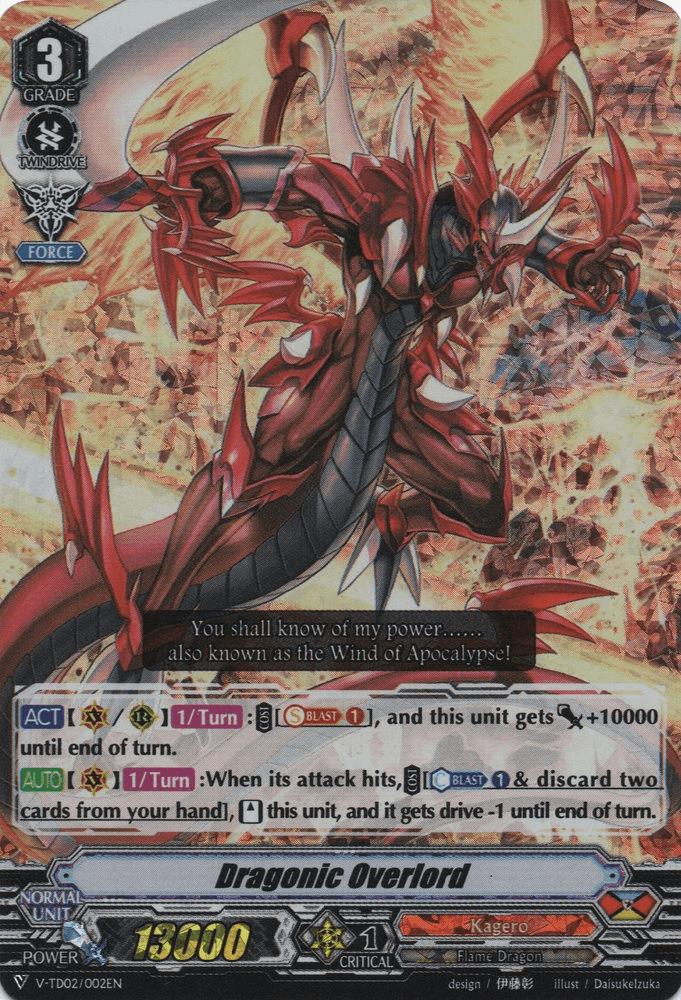 3
GRADE
TWINDRIVE
FORCE
You shall know of my power......
also known as the Wind of Apocalypse!
ACT【V/R】1/Turn:COST[S BLAST 1], and this unit gets +10000
until end of turn.
AUTO【V】1/Turn:When its attack hits, COST[C BLAST 1 & discard two
cards from your hand], this unit, and it gets drive -1 until end of turn.
Dragonic Overlord
NORMAL
UNIT
POWER 13000 1 CRITICAL
Kagero
Flame Dragon
V-TD02/002EN design / 伊藤彰 illust / DaisukeIzuka